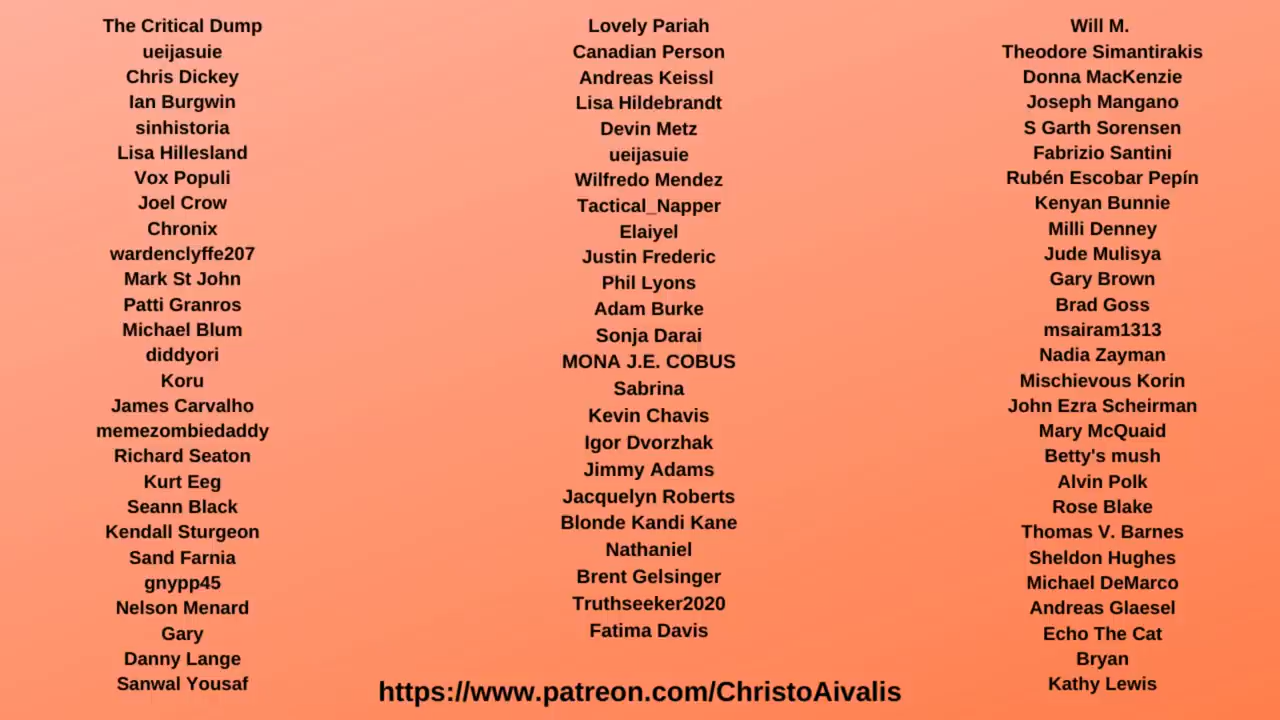 The Critical Dump
ueijasuie
Chris Dickey
Ian Burgwin
sinhistoria
Lisa Hillesland
Vox Populi
Joel Crow
Chronix
wardenclyffe207
Mark St John
Patti Granros
Michael Blum
diddyori
Koru
James Carvalho
memezombiedaddy
Richard Seaton
Kurt Eeg
Seann Black
Kendall Sturgeon
Sand Farnia
gnypp45
Nelson Menard
Gary
Danny Lange
Sanwal Yousaf
Lovely Pariah
Canadian Person
Andreas Keissl
Lisa Hildebrandt
Devin Metz
ueijasuie
Wilfredo Mendez
Tactical_Napper
Elaiyel
Justin Frederic
Phil Lyons
Adam Burke
Sonja Darai
MONA J.E. COBUS
Sabrina
Kevin Chavis
Igor Dvorzhak
Jimmy Adams
Jacquelyn Roberts
Blonde Kandi Kane
Nathaniel
Brent Gelsinger
Truthseeker2020
Fatima Davis
Will M.
Theodore Simantirakis
Donna MacKenzie
Joseph Mangano
S Garth Sorensen
Fabrizio Santini
Rubén Escobar Pepín
Kenyan Bunnie
Milli Denney
Jude Mulisya
Gary Brown
Brad Goss
msairam1313
Nadia Zayman
Mischievous Korin
John Ezra Scheirman
Mary McQuaid
Betty's mush
Alvin Polk
Rose Blake
Thomas V. Barnes
Sheldon Hughes
Michael DeMarco
Andreas Glaesel
Echo The Cat
Bryan
Kathy Lewis
https://www.patreon.com/ChristoAivalis